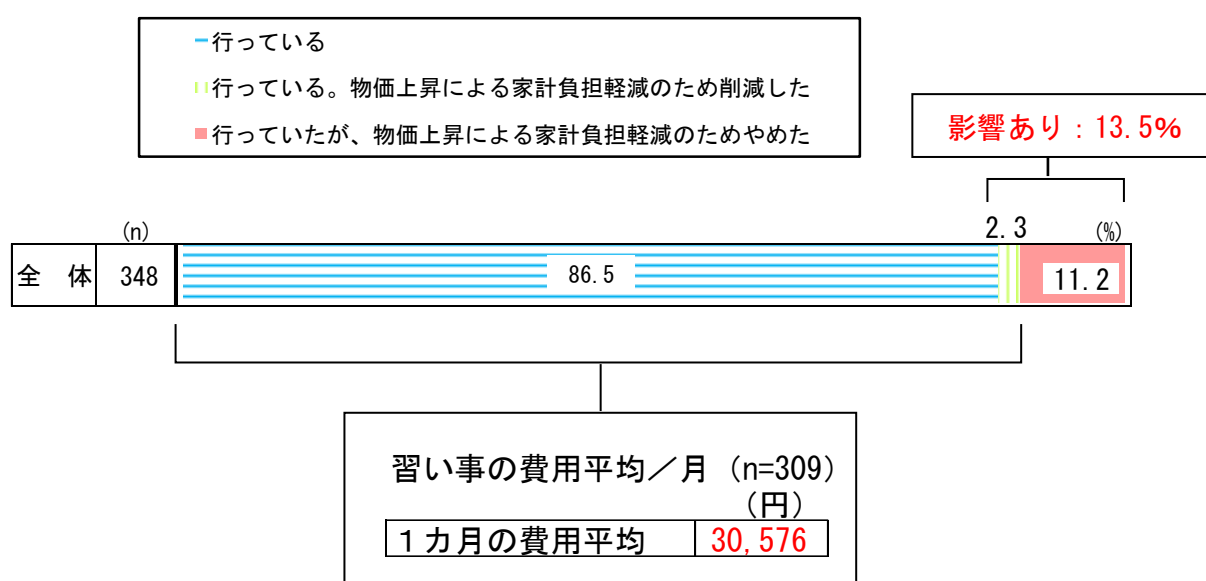 行っている
行っている。物価上昇による家計負担軽減のため削減した
行っていたが、物価上昇による家計負担軽減のためやめた
影響あり：13.5%
(n)
2.3
(%)
全　体
348
86.5
11.2
習い事の費用平均／月（n=309）
（円）
１カ月の費用平均
30,576